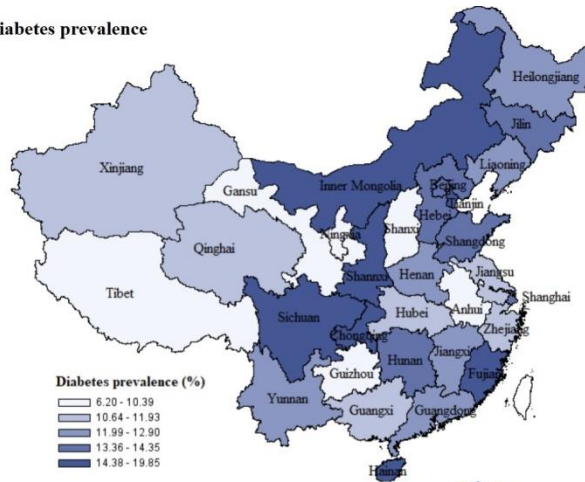 iabetes prevalence
Heilongjiang
Jilin
Xinjiang
Liaoning
Gansu
Inner Mongolia
Beijing
Tianjin
Ningxia
Shanxi
Hebei
Qinghai
Shandong
Shannxi
Henan
Jiangsu
Tibet
Shanghai
Anhui
Sichuan
Hubei
Zhejiang
Chongqing
Hunan
Jiangxi
Guizhou
Fujian
Diabetes prevalence (%)
6.20 - 10.39
10.64 - 11.93
11.99 - 12.90
13.36 - 14.35
14.38 - 19.85
Yunnan
Guangxi
Guangdong
Hainan